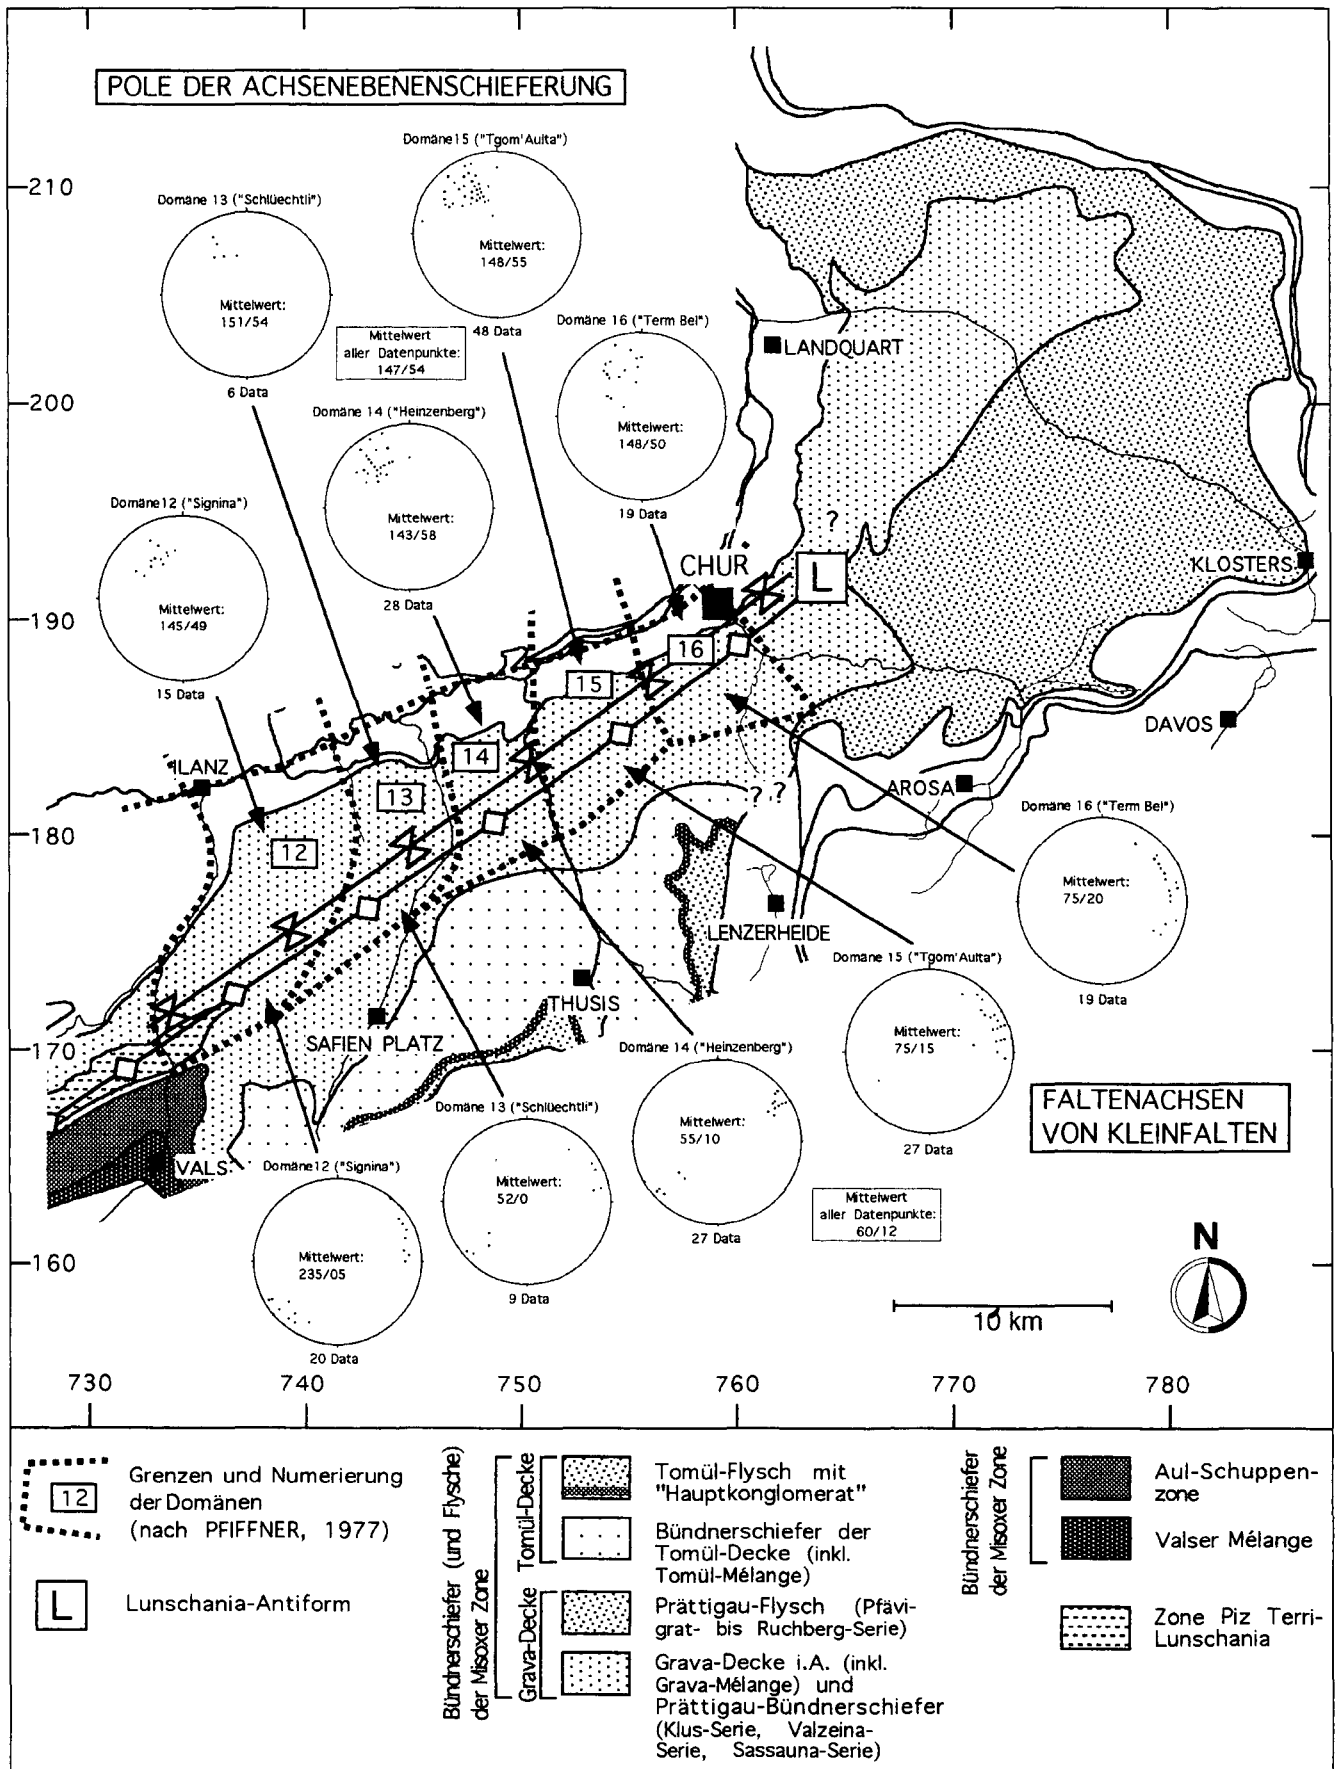 POLE DER ACHSENEBENENSCHIEFERUNG
Domäne15 ("Tgom'Aulta")
Mittelwert:
148/55
48 Data
210
Domäne 13 ("Schlüechtli")
Mittelwert:
151/54
6 Data
Mittelwert
aller Datenpunkte:
147/54
Domäne 16 ("Term Bel")
Mittelwert:
148/50
19 Data
LANDQUART
200
Domäne 14 ("Heinzenberg")
Mittelwert:
143/58
28 Data
Domäne12 ("Signina")
Mittelwert:
145/49
15 Data
?
CHUR
L
KLOSTERS
190
16
15
14
13
12
ILANZ
DAVOS
AROSA
? ?
180
Domäne 16 ("Term Bel")
Mittelwert:
75/20
19 Data
LENZERHEIDE
Domäne 15 ("Tgom'Aulta")
Mittelwert:
75/15
27 Data
THUSIS
SAFIEN PLATZ
170
Domäne 14 ("Heinzenberg")
Mittelwert:
55/10
27 Data
FALTENACHSEN
VON KLEINFALTEN
Domäne 13 ("Schlüechtli")
Mittelwert:
52/0
9 Data
VALS
Domäne12 ("Signina")
Mittelwert:
235/05
20 Data
Mittelwert
aller Datenpunkte:
60/12
160
N
10 km
730 740 750 760 770 780
12
Grenzen und Numerierung
der Domänen
(nach PFIFFNER, 1977)
L
Lunschania-Antiform
Bündnerschiefer (und Flysche)
der Misoxer Zone
Tomül-Decke
Tomül-Flysch mit
"Hauptkonglomerat"
Bündnerschiefer der
Tomül-Decke (inkl.
Tomül-Mélange)
Grava-Decke
Prättigau-Flysch (Pfävi-
grat- bis Ruchberg-Serie)
Grava-Decke i.A. (inkl.
Grava-Mélange) und
Prättigau-Bündnerschiefer
(Klus-Serie, Valzeina-
Serie, Sassauna-Serie)
Bündnerschiefer
der Misoxer Zone
Aul-Schuppen-
zone
Valser Mélange
Zone Piz Terri-
Lunschania